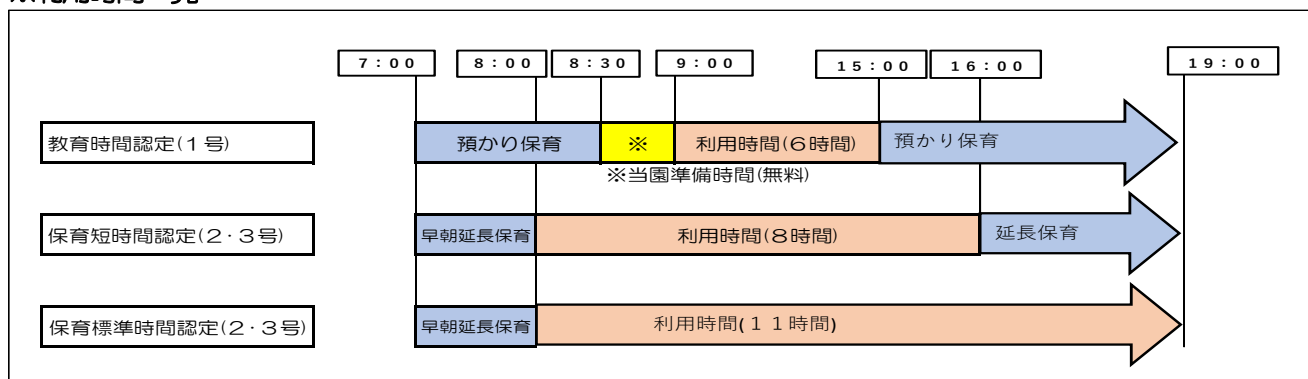 7：00 8：00 8：30 9：00 15：00 16：00 19：00
教育時間認定(1号) 預かり保育 ※ 利用時間(6時間) 預かり保育
※当園準備時間(無料)
保育短時間認定(2・3号) 早朝延長保育 利用時間(8時間) 延長保育
保育標準時間認定(2・3号) 早朝延長保育 利用時間(11時間)